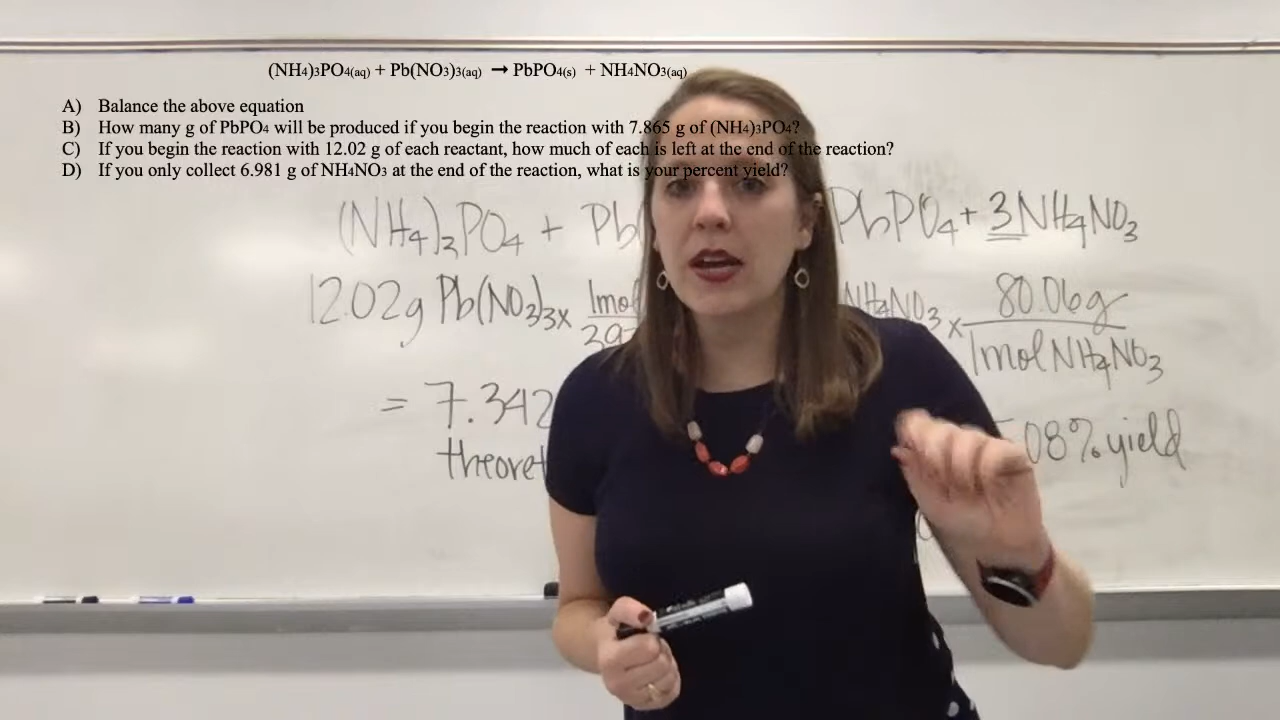 (NH4)3PO4(aq) + Pb(NO3)3(aq) → PbPO4(s) + NH4NO3(aq)
A) Balance the above equation
B) How many g of PbPO4 will be produced if you begin the reaction with 7.865 g of (NH4)3PO4?
C) If you begin the reaction with 12.02 g of each reactant, how much of each is left at the end of the reaction?
D) If you only collect 6.981 g of NH4NO3 at the end of the reaction, what is your percent yield?
(NH4)3PO4 + Pb( PbPO4 + 3NH4NO3
12.02g Pb(NO3)3 x 1mol NH4NO3 x 80.06g
39 1mol NH4NO3
= 7.342 08% yield
theoret